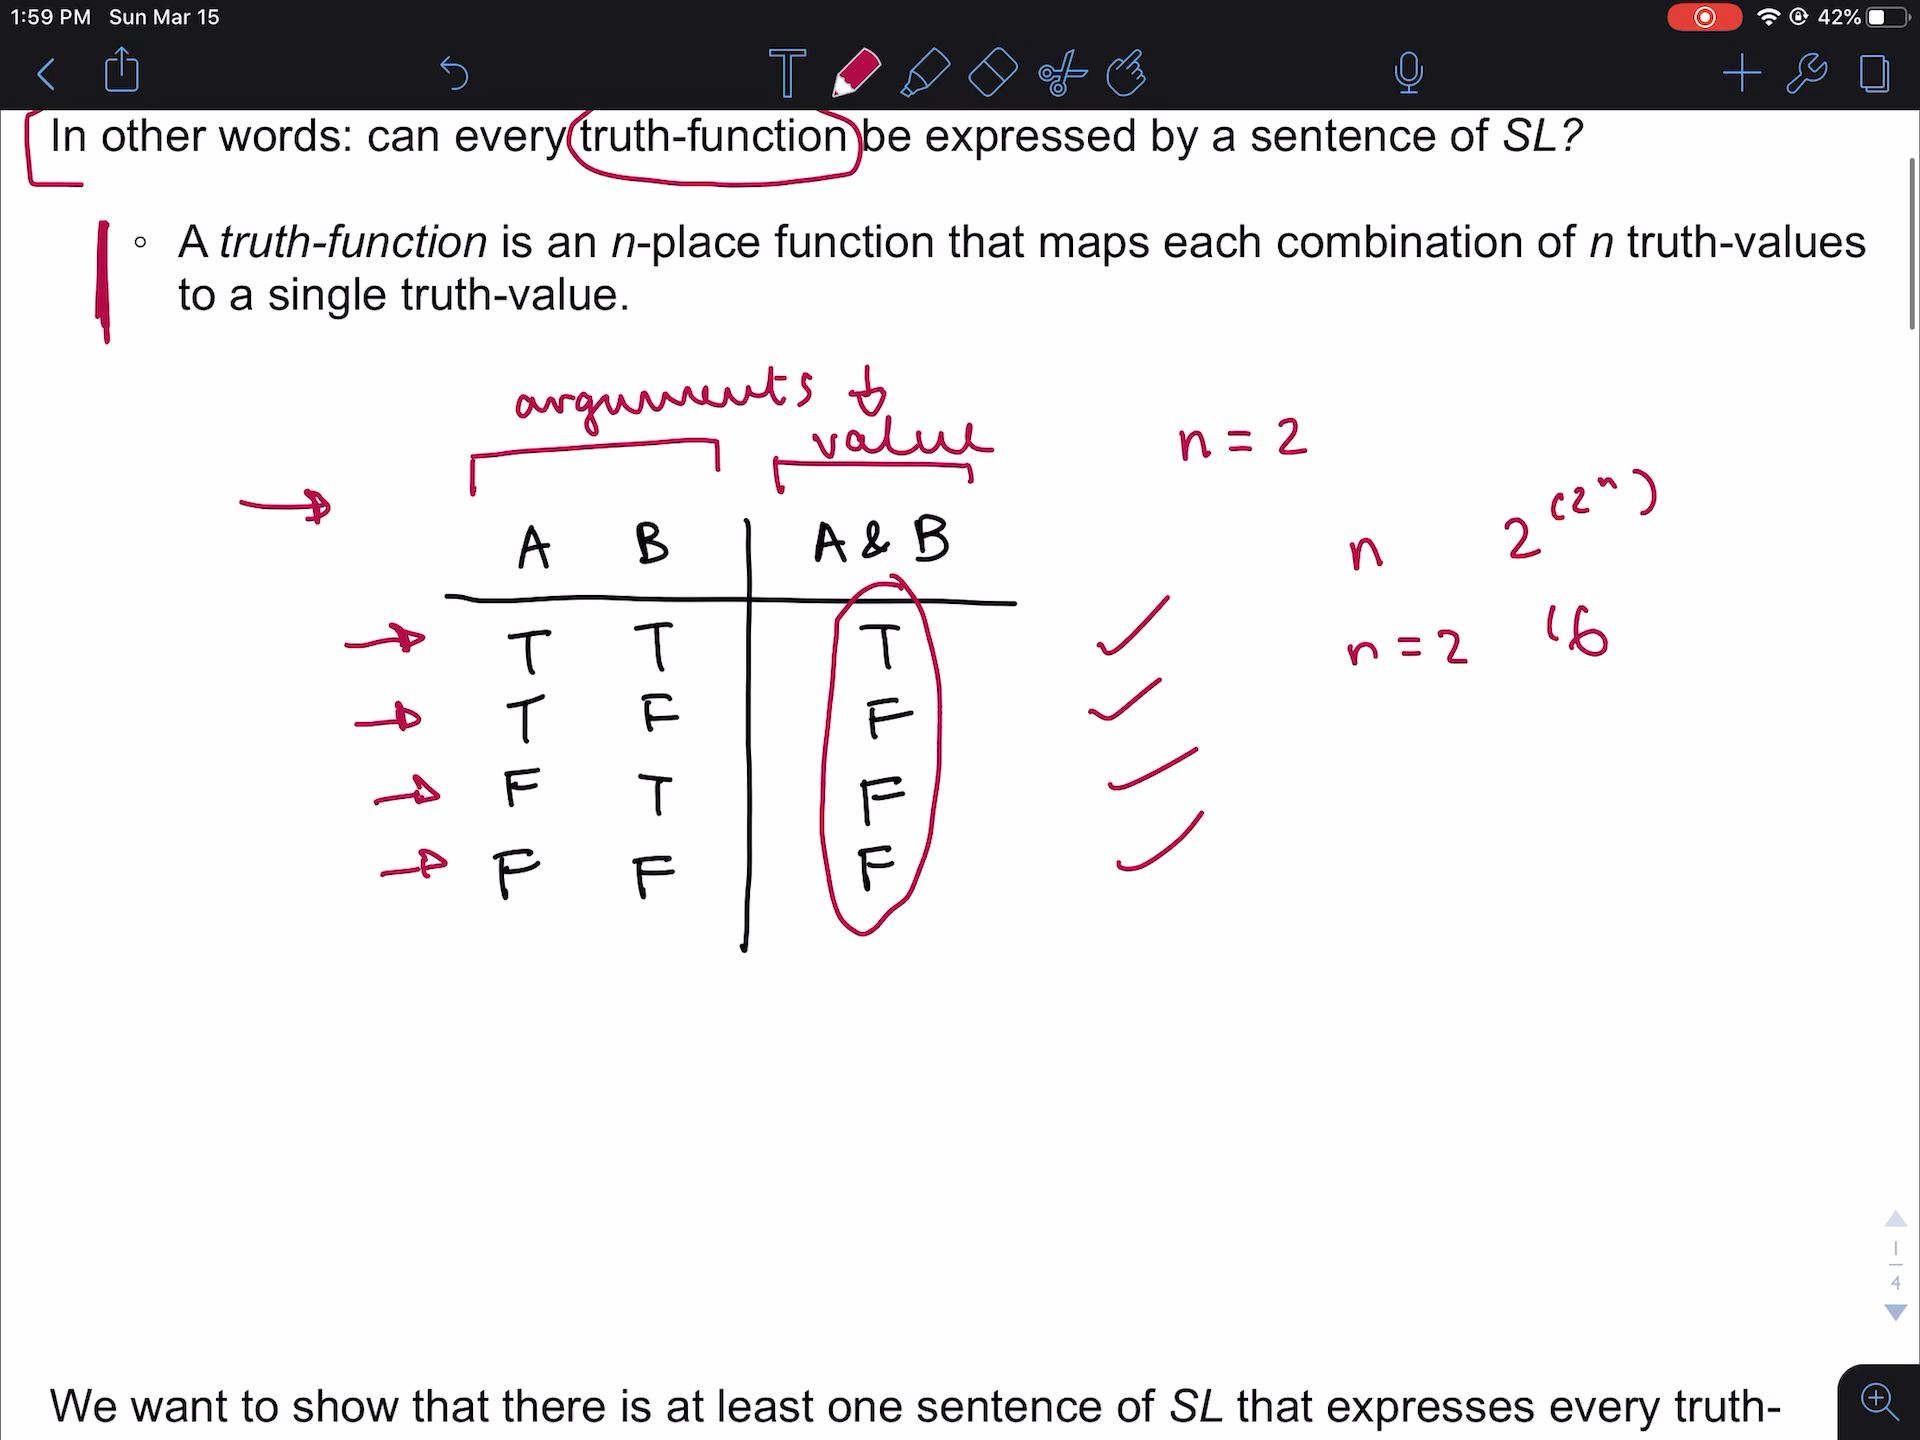 1:59 PM Sun Mar 15 42%
T
In other words: can every truth-function be expressed by a sentence of SL?
◦ A truth-function is an n-place function that maps each combination of n truth-values
to a single truth-value.
arguments
value
n = 2
n 2^(2^n)
A B A & B
n = 2 16
T T T
T F F
F T F
F F F
1
4
We want to show that there is at least one sentence of SL that expresses every truth-